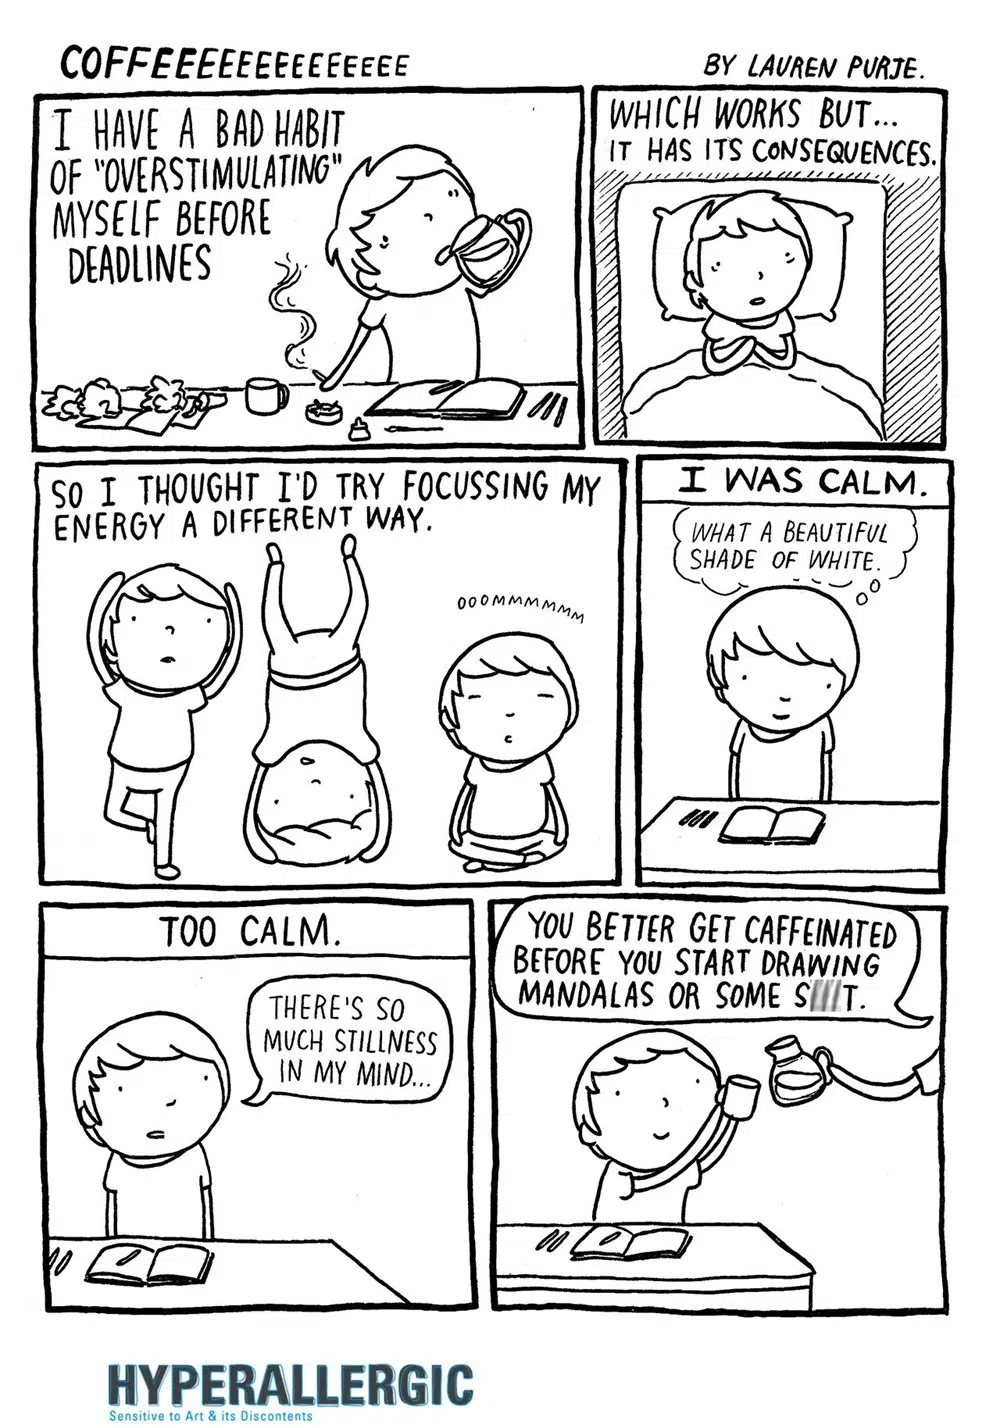 COFFEEEEEEEEEEEEEEE
BY LAUREN PURJE.
I HAVE A BAD HABIT
OF "OVERSTIMULATING"
MYSELF BEFORE
DEADLINES
WHICH WORKS BUT...
IT HAS ITS CONSEQUENCES.
SO I THOUGHT I'D TRY FOCUSSING MY
ENERGY A DIFFERENT WAY.
OOOMMMMMM
I WAS CALM.
WHAT A BEAUTIFUL
SHADE OF WHITE.
TOO CALM.
THERE'S SO
MUCH STILLNESS
IN MY MIND...
YOU BETTER GET CAFFEINATED
BEFORE YOU START DRAWING
MANDALAS OR SOME S T.
HYPERALLERGIC
Sensitive to Art & its Discontents